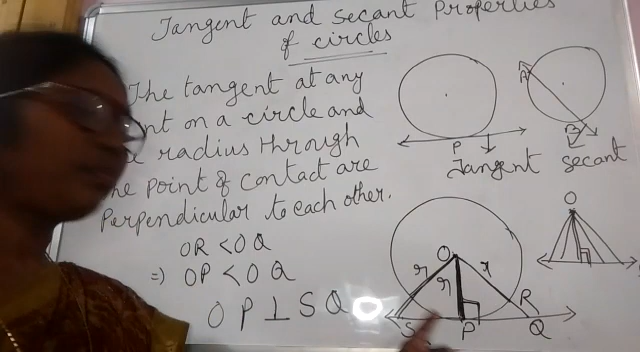 Tangent and secant Properties
of circles
The tangent at any
on a circle and
radius through
the point of contact are
Perpendicular to each other.
OR < OQ
=> OP < OQ
OP ⊥ SQ
A
P
B
Tangent secant
O
O
r r r
R
S P Q